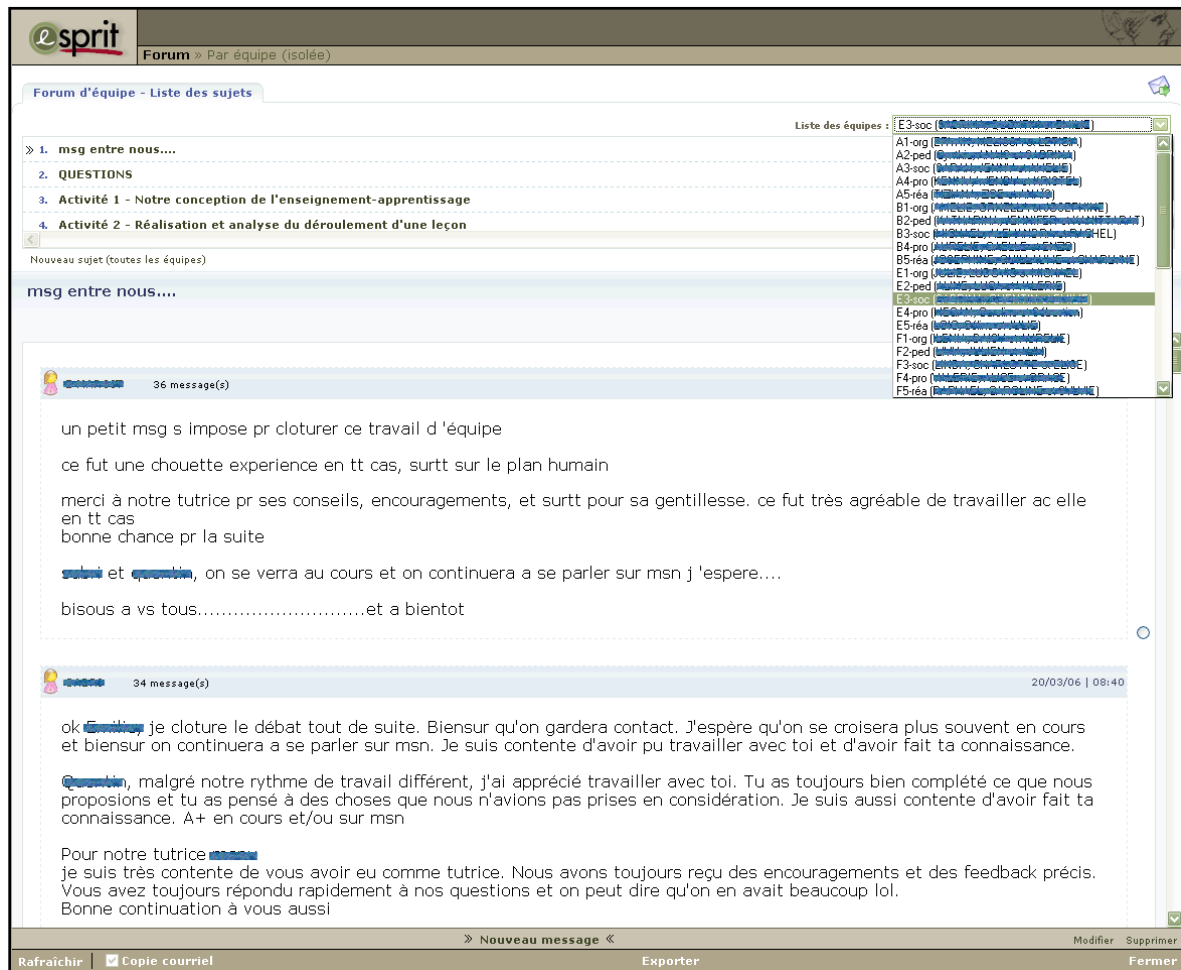 esprit
Forum » Par équipe (isolée)
Forum d'équipe - Liste des sujets
Liste des équipes :
E3-soc (
» 1. msg entre nous....
2. QUESTIONS
3. Activité 1 - Notre conception de l'enseignement-apprentissage
4. Activité 2 - Réalisation et analyse du déroulement d'une leçon
Nouveau sujet (toutes les équipes)
A1-org (
A2-ped (
A3-soc (
A4-pro (
A5-réa (
B1-org (
B2-ped (
B3-soc (
B4-pro (
B5-réa (
E1-org (
E2-ped (
E3-soc (
E4-pro (
E5-réa (
F1-org (
F2-ped (
F3-soc (
F4-pro (
F5-réa (
msg entre nous....
36 message(s)
un petit msg s impose pr cloturer ce travail d 'équipe
ce fut une chouette experience en tt cas, surtt sur le plan humain
merci à notre tutrice pr ses conseils, encouragements, et surtt pour sa gentillesse. ce fut très agréable de travailler ac elle
en tt cas
bonne chance pr la suite
et , on se verra au cours et on continuera a se parler sur msn j 'espere....
bisous a vs tous............................et a bientot
34 message(s)
20/03/06 | 08:40
ok je cloture le débat tout de suite. Biensur qu'on gardera contact. J'espère qu'on se croisera plus souvent en cours
et biensur on continuera a se parler sur msn. Je suis contente d'avoir pu travailler avec toi et d'avoir fait ta connaissance.
, malgré notre rythme de travail différent, j'ai apprécié travailler avec toi. Tu as toujours bien complété ce que nous
proposions et tu as pensé à des choses que nous n'avions pas prises en considération. Je suis aussi contente d'avoir fait ta
connaissance. A+ en cours et/ou sur msn
Pour notre tutrice
je suis très contente de vous avoir eu comme tutrice. Nous avons toujours reçu des encouragements et des feedback précis.
Vous avez toujours répondu rapidement à nos questions et on peut dire qu'on en avait beaucoup lol.
Bonne continuation à vous aussi
» Nouveau message «
Modifier Supprimer
Rafraîchir
Copie courriel
Exporter
Fermer